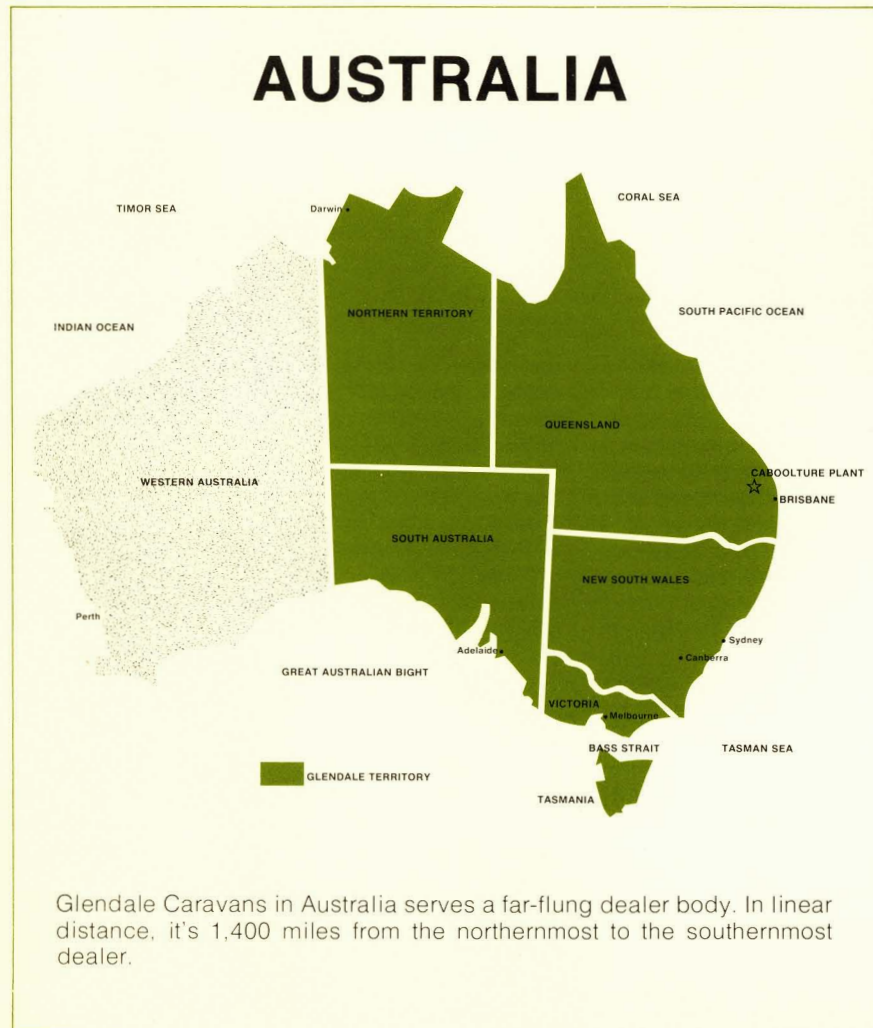 AUSTRALIA
TIMOR SEA
Darwin
CORAL SEA
INDIAN OCEAN
NORTHERN TERRITORY
SOUTH PACIFIC OCEAN
QUEENSLAND
WESTERN AUSTRALIA
CABOOLTURE PLANT
BRISBANE
SOUTH AUSTRALIA
NEW SOUTH WALES
Perth
Sydney
Adelaide
Canberra
GREAT AUSTRALIAN BIGHT
VICTORIA
Melbourne
BASS STRAIT
TASMAN SEA
GLENDALE TERRITORY
TASMANIA
Glendale Caravans in Australia serves a far-flung dealer body. In linear
distance, it's 1,400 miles from the northernmost to the southernmost
dealer.